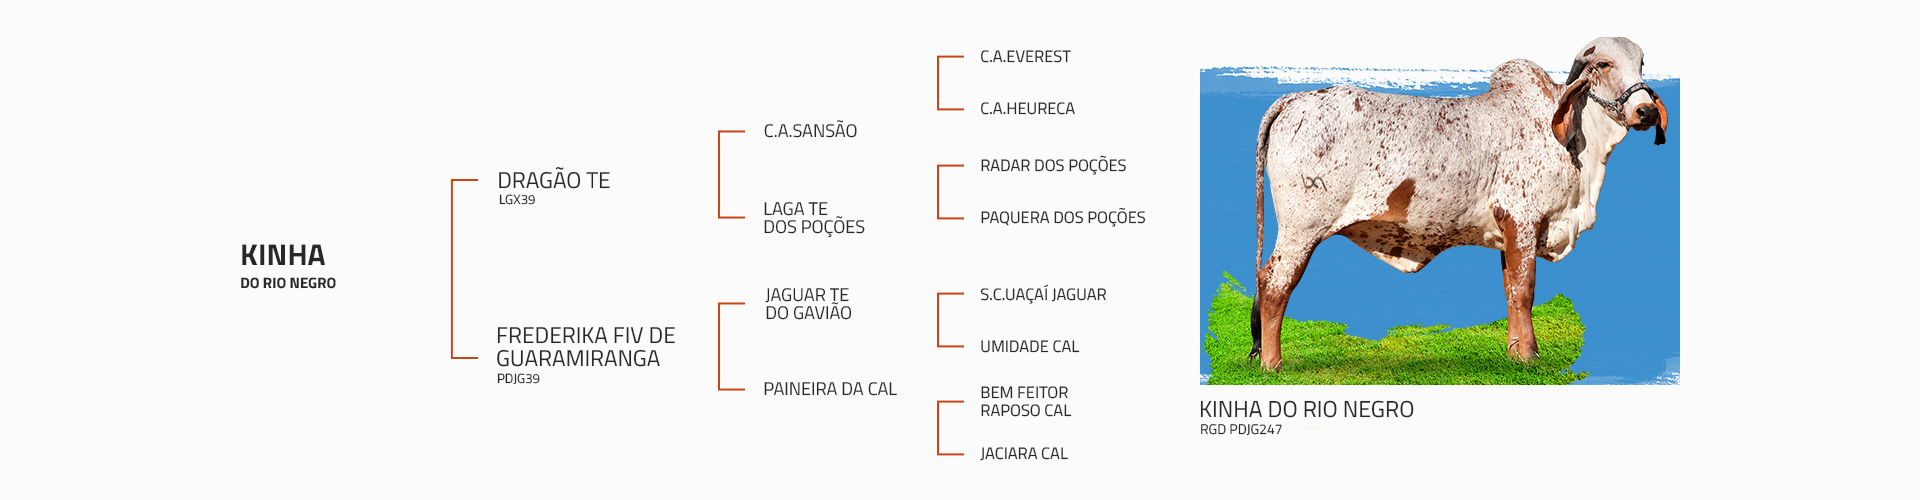 KINHA
DO RIO NEGRO
DRAGÃO TE
LGX39
FREDERIKA FIV DE
GUARAMIRANGA
PDJG39
C.A.SANSÃO
LAGA TE
DOS POÇÕES
JAGUAR TE
DO GAVIÃO
PAINEIRA DA CAL
C.A.EVEREST
C.A.HEURECA
RADAR DOS POÇÕES
PAQUERA DOS POÇÕES
S.C.UAÇAÍ JAGUAR
UMIDADE CAL
BEM FEITOR
RAPOSO CAL
JACIARA CAL
KINHA DO RIO NEGRO
RGD PDJG247